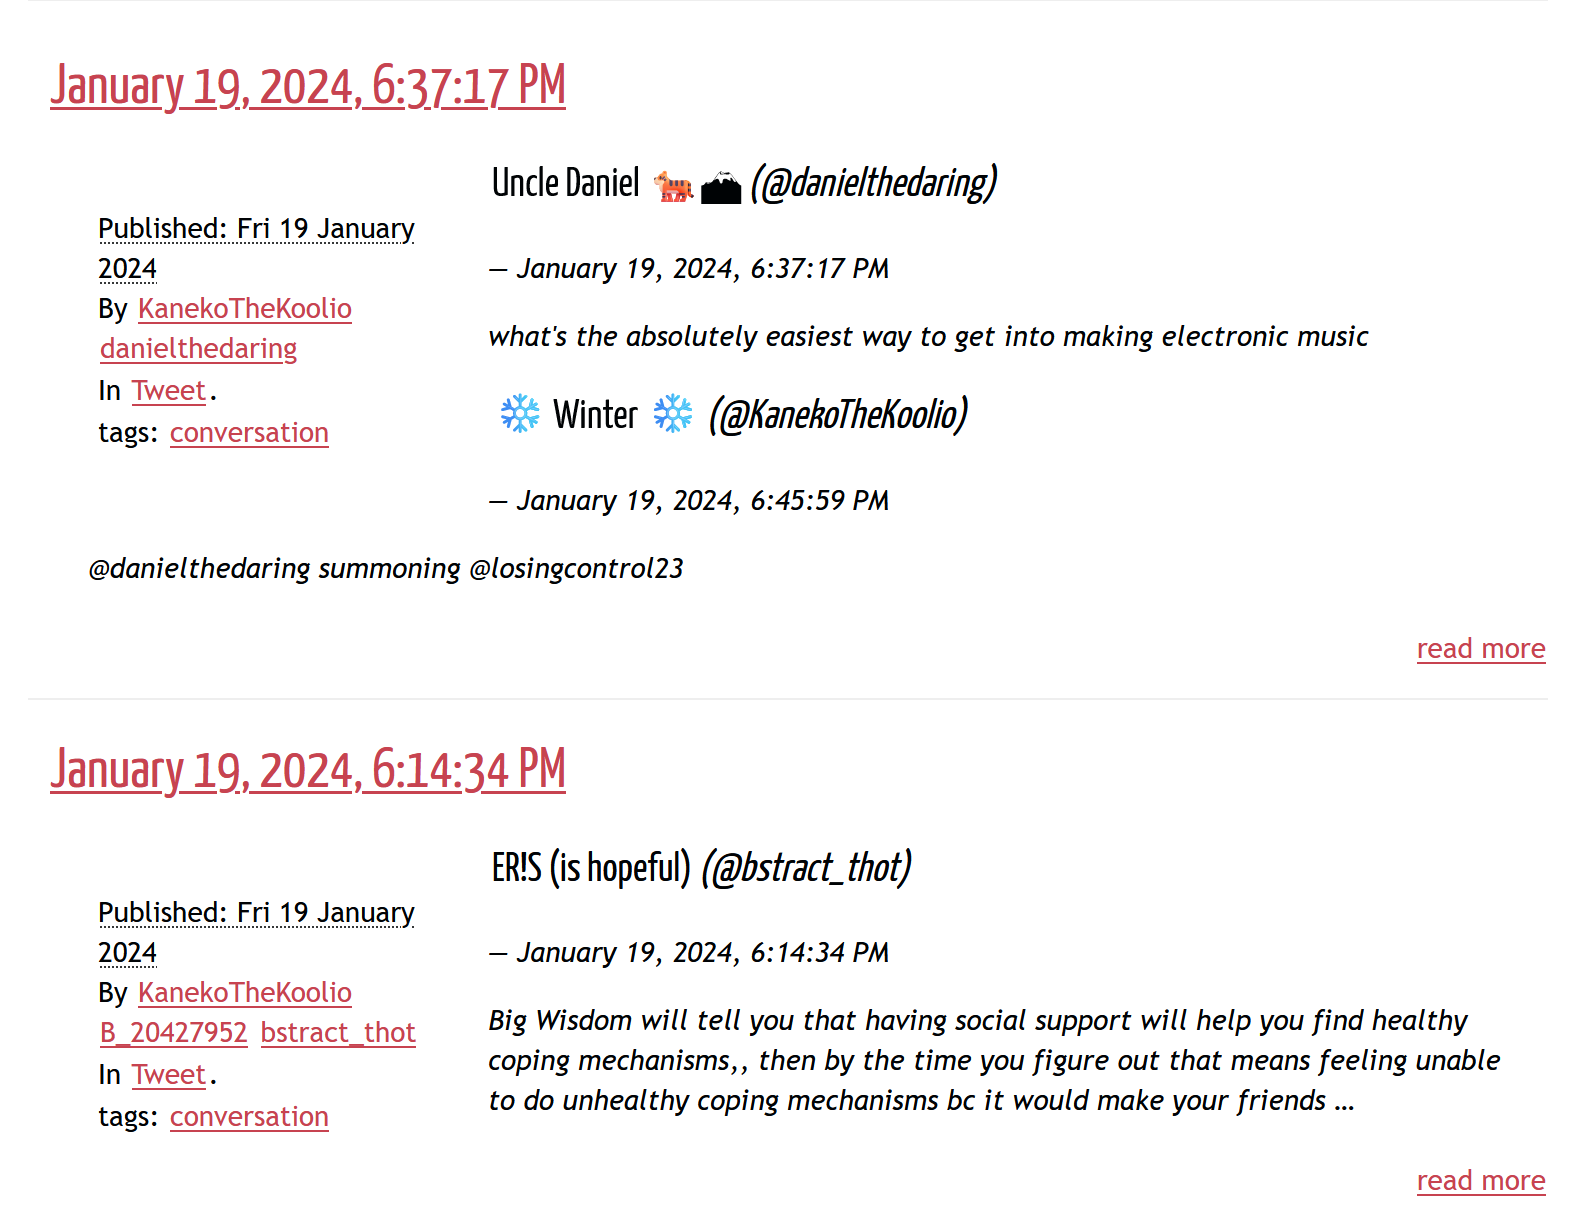 January 19, 2024, 6:37:17 PM
Uncle Daniel 🐅 🏔 (@danielthedaring)
Published: Fri 19 January
2024
By KanekoTheKoolio
danielthedaring
In Tweet.
tags: conversation
— January 19, 2024, 6:37:17 PM
what's the absolutely easiest way to get into making electronic music
❄️ Winter ❄️ (@KanekoTheKoolio)
— January 19, 2024, 6:45:59 PM
@danielthedaring summoning @losingcontrol23
read more
January 19, 2024, 6:14:34 PM
ER!S (is hopeful) (@bstract_thot)
Published: Fri 19 January
2024
By KanekoTheKoolio
B_20427952 bstract_thot
In Tweet.
tags: conversation
— January 19, 2024, 6:14:34 PM
Big Wisdom will tell you that having social support will help you find healthy
coping mechanisms,, then by the time you figure out that means feeling unable
to do unhealthy coping mechanisms bc it would make your friends …
read more